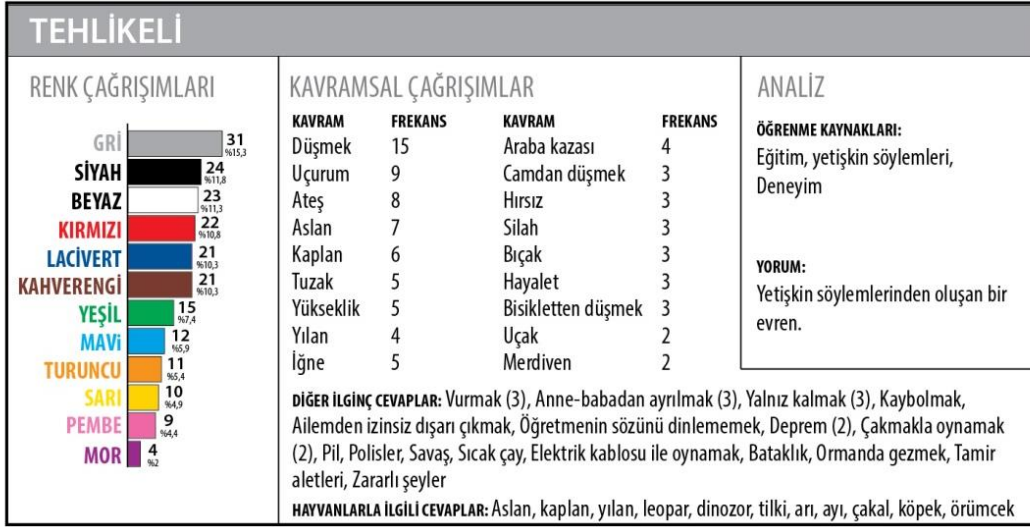 TEHLİKELİ
RENK ÇAĞRIŞIMLARI
GRİ 31 %15,3
SİYAH 24 %11,8
BEYAZ 23 %11,3
KIRMIZI 22 %10,8
LACİVERT 21 %10,3
KAHVERENGİ 21 %10,3
YEŞİL 15 %7,4
MAVi 12 %5,9
TURUNCU 11 %5,4
SARI 10 %4,9
PEMBE 9 %4,4
MOR 4 %2
KAVRAMSAL ÇAĞRIŞIMLAR
KAVRAM FREKANS KAVRAM FREKANS
Düşmek 15 Araba kazası 4
Uçurum 9 Camdan düşmek 3
Ateş 8 Hırsız 3
Aslan 7 Silah 3
Kaplan 6 Bıçak 3
Tuzak 5 Hayalet 3
Yükseklik 5 Bisikletten düşmek 3
Yılan 4 Uçak 2
İğne 5 Merdiven 2
ANALİZ
ÖĞRENME KAYNAKLARI:
Eğitim, yetişkin söylemleri,
Deneyim
YORUM:
Yetişkin söylemlerinden oluşan bir
evren.
DİĞER İLGİNÇ CEVAPLAR: Vurmak (3), Anne-babadan ayrılmak (3), Yalnız kalmak (3), Kaybolmak,
Ailemden izinsiz dışarı çıkmak, Öğretmenin sözünü dinlememek, Deprem (2), Çakmakla oynamak
(2), Pil, Polisler, Savaş, Sıcak çay, Elektrik kablosu ile oynamak, Bataklık, Ormanda gezmek, Tamir
aletleri, Zararlı şeyler
HAYVANLARLA İLGİLİ CEVAPLAR: Aslan, kaplan, yılan, leopar, dinozor, tilki, arı, ayı, çakal, köpek, örümcek